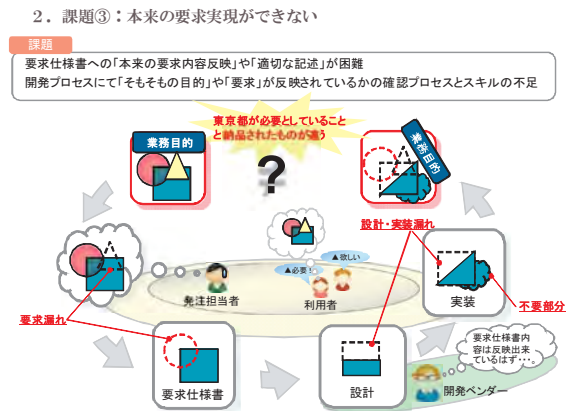 ２．課題③：本来の要求実現ができない
課題
要求仕様書への「本来の要求内容反映」や「適切な記述」が困難
開発プロセスにて「そもそもの目的」や「要求」が反映されているかの確認プロセスとスキルの不足
東京都が必要としていること
と納品されたものが違う
業務目的
？
業務目的
設計・実装漏れ
▲欲しい
▲必要！
発注担当者
利用者
実装
要求漏れ
不要部分
要求仕様書内
容は反映出来
ているはず・・・。
要求仕様書
設計
開発ベンダー